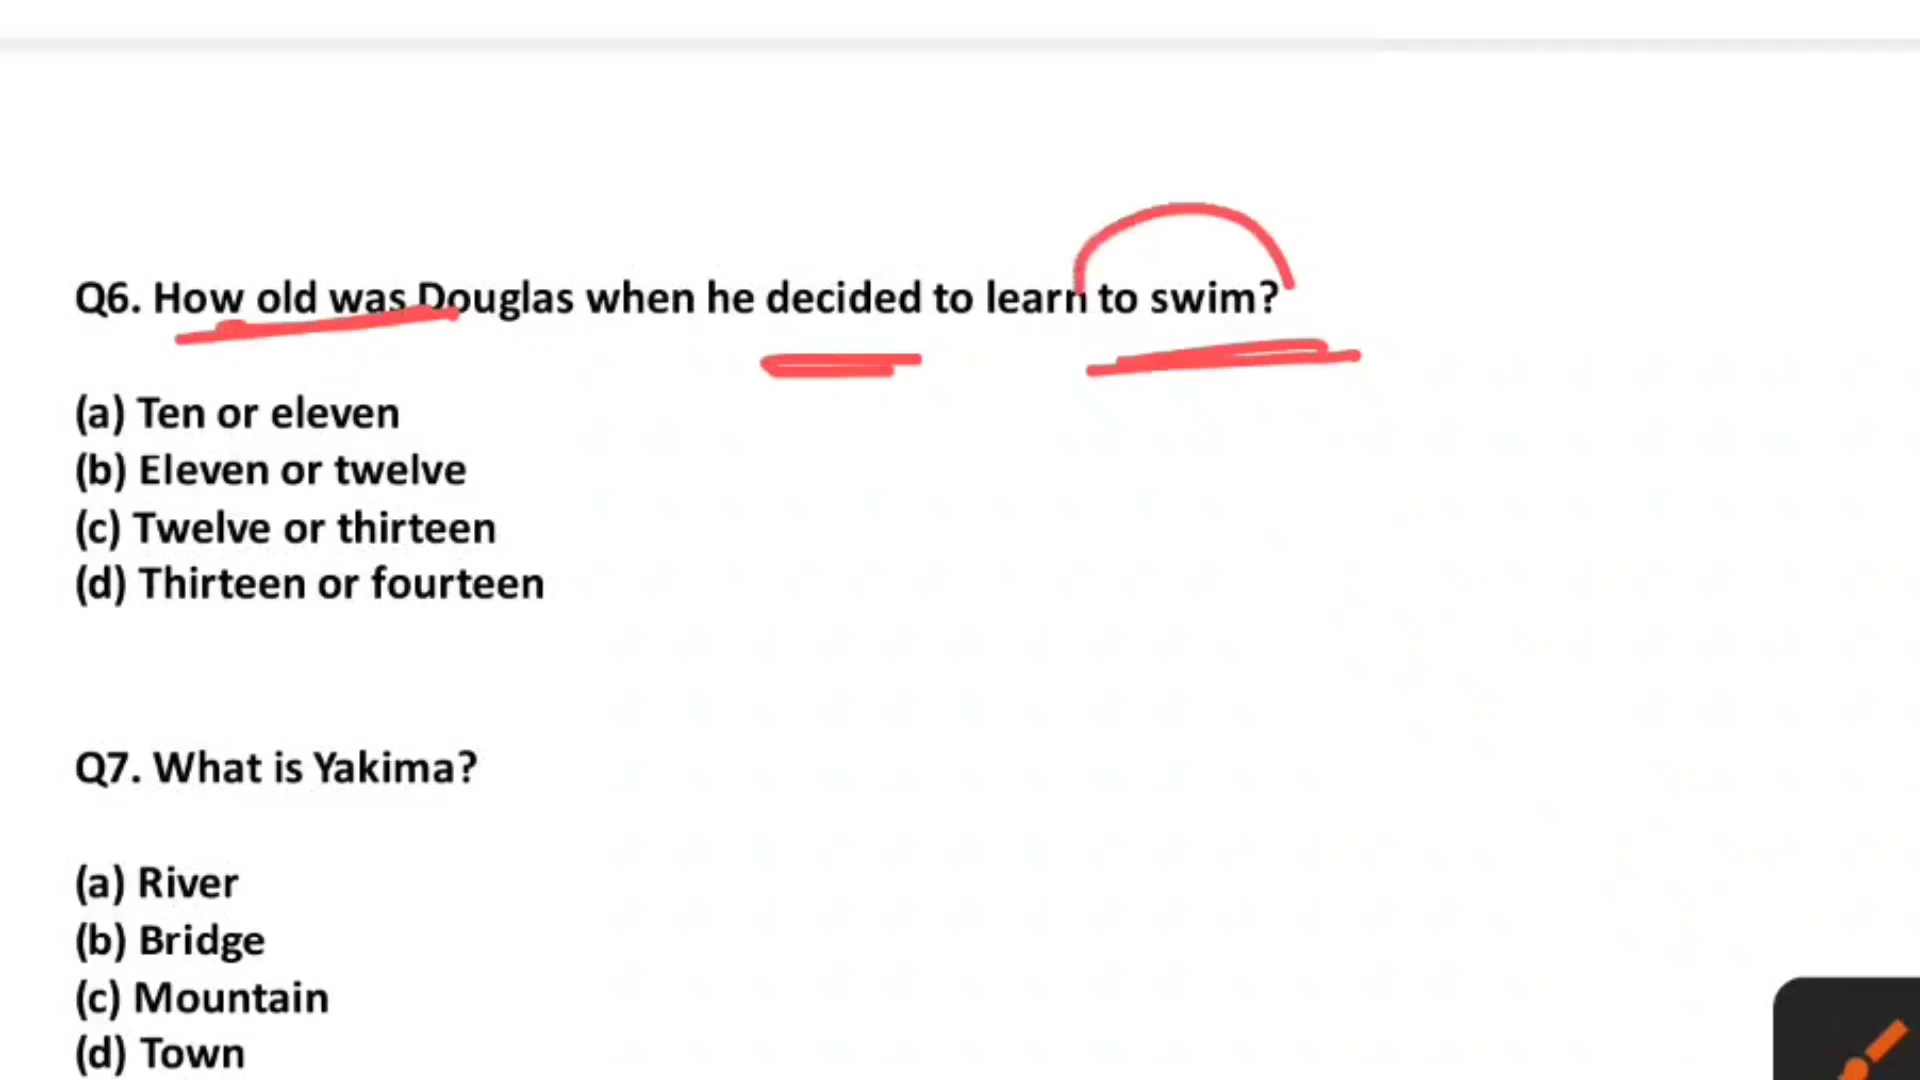 Q6. How old was Douglas when he decided to learn to swim?
(a) Ten or eleven
(b) Eleven or twelve
(c) Twelve or thirteen
(d) Thirteen or fourteen
Q7. What is Yakima?
(a) River
(b) Bridge
(c) Mountain
(d) Town